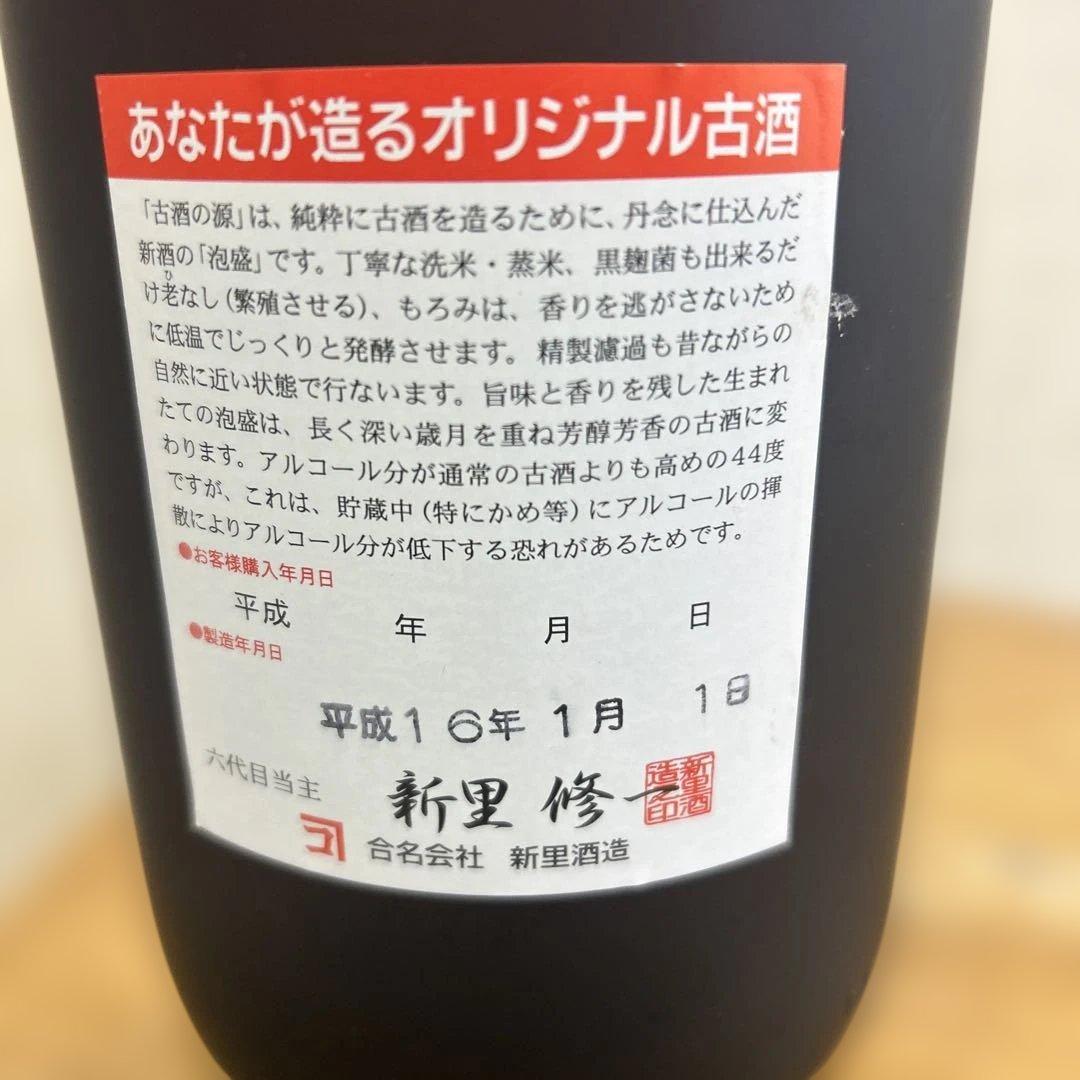 あなたが造るオリジナル古酒
「古酒の源」は、純粋に古酒を造るために、丹念に仕込んだ
新酒の「泡盛」です。丁寧な洗米・蒸米、黒麹菌も出来るだ
ひ
け老なし(繁殖させる)、もろみは、香りを逃がさないため
に低温でじっくりと発酵させます。精製濾過も昔ながらの
自然に近い状態で行ないます。旨味と香りを残した生まれ
たての泡盛は、長く深い歳月を重ね芳醇芳香の古酒に変
わります。アルコール分が通常の古酒よりも高めの44度
ですが、これは、貯蔵中(特にかめ等)にアルコールの揮
散によりアルコール分が低下する恐れがあるためです。
●お客様購入年月日
平成 年 月 日
●製造年月日
平成16年 1月 1日
六代目当主 新里 修一
新里酒造之印
合名会社 新里酒造